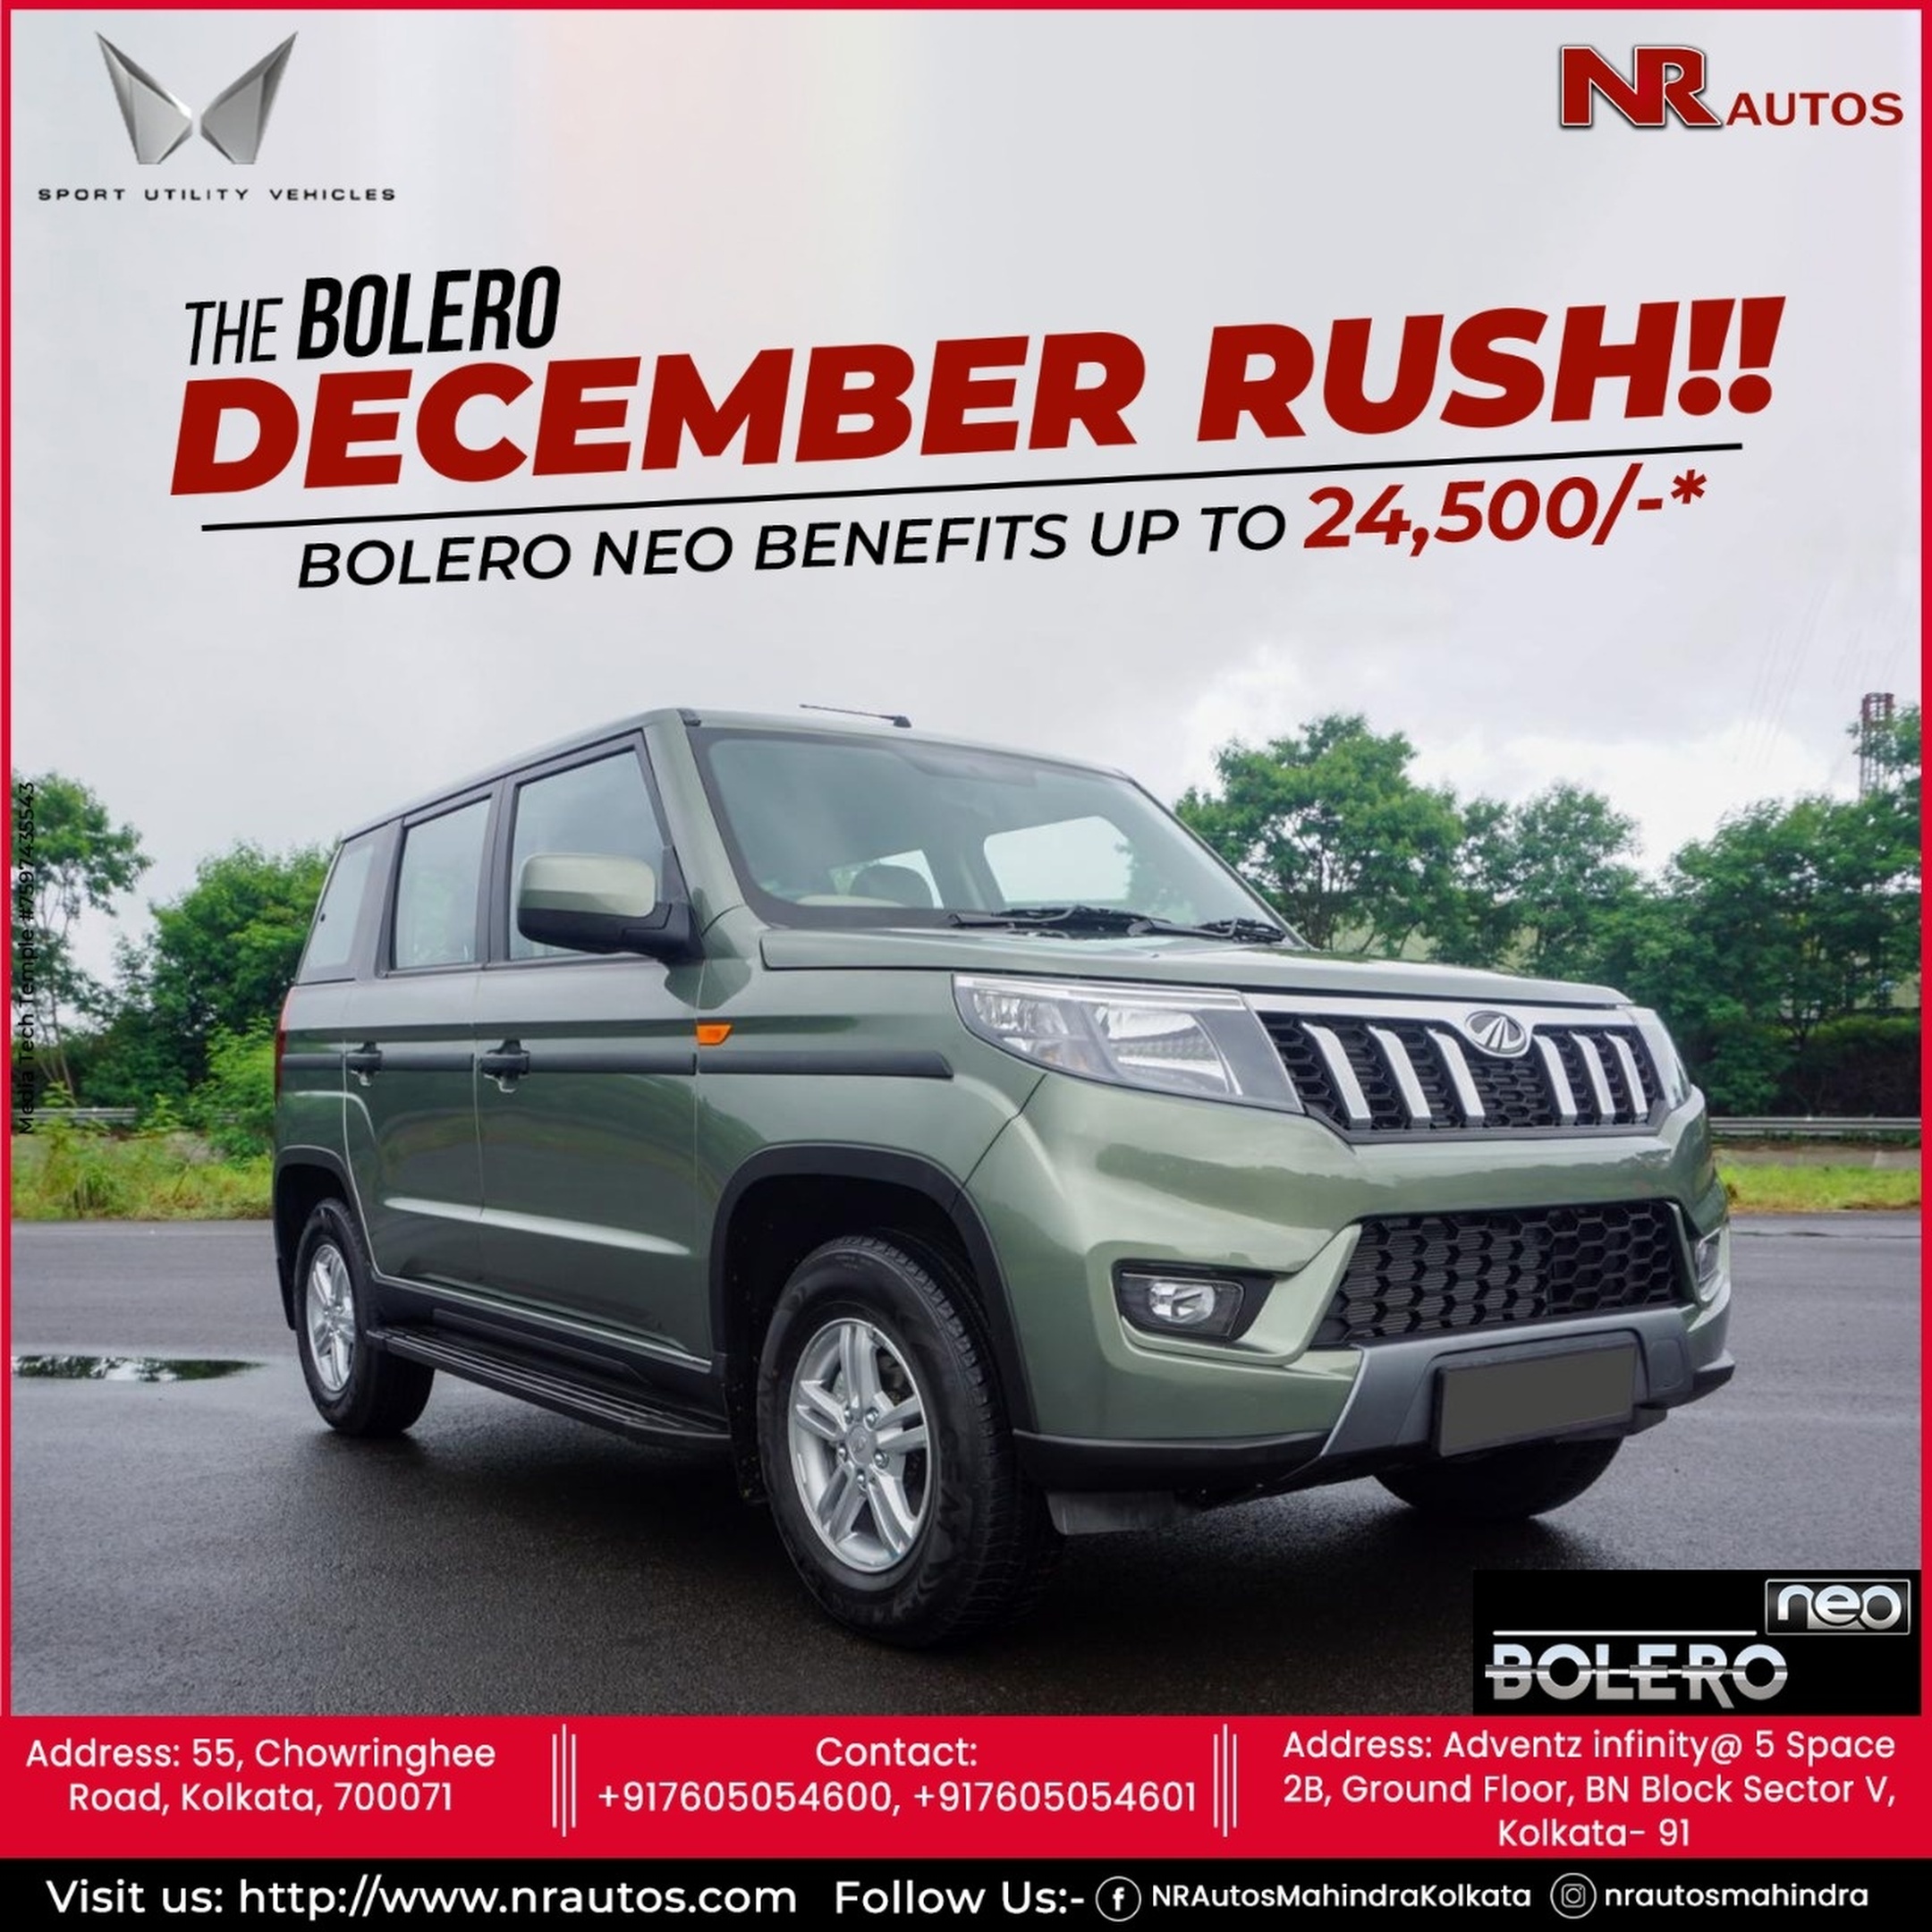 SPORT UTILITY VEHICLES
NR AUTOS
THE BOLERO
DECEMBER RUSH!!
BOLERO NEO BENEFITS UP TO 24,500/-*
Media Tech Temple #7597435543
neo
BOLERO
Address: 55, Chowringhee
Road, Kolkata, 700071
Contact:
+917605054600, +917605054601
Address: Adventz infinity@ 5 Space
2B, Ground Floor, BN Block Sector V,
Kolkata- 91
Visit us: http://www.nrautos.com Follow Us:- NRAutosMahindraKolkata nrautosmahindra